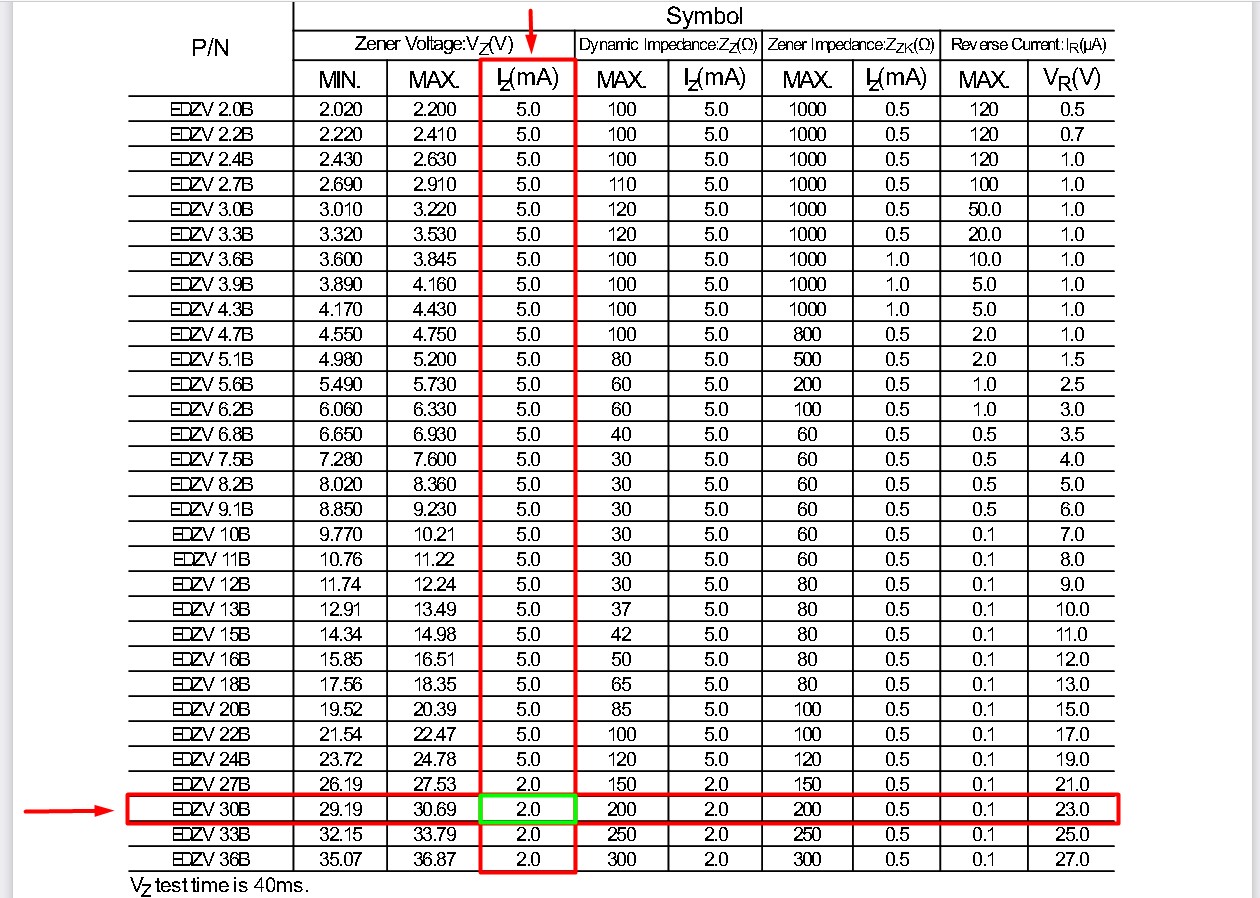 Symbol
P/N Zener Voltage:VZ(V) Dynamic Impedance:ZZ(Ω) Zener Impedance:ZZK(Ω) Reverse Current:IR(μA)
MIN. MAX. IZ(mA) MAX. IZ(mA) MAX. IZ(mA) MAX. VR(V)
EDZV 2.0B 2.020 2.200 5.0 100 5.0 1000 0.5 120 0.5
EDZV 2.2B 2.220 2.410 5.0 100 5.0 1000 0.5 120 0.7
EDZV 2.4B 2.430 2.630 5.0 100 5.0 1000 0.5 120 1.0
EDZV 2.7B 2.690 2.910 5.0 110 5.0 1000 0.5 100 1.0
EDZV 3.0B 3.010 3.220 5.0 120 5.0 1000 0.5 50.0 1.0
EDZV 3.3B 3.320 3.530 5.0 120 5.0 1000 0.5 20.0 1.0
EDZV 3.6B 3.600 3.845 5.0 100 5.0 1000 1.0 10.0 1.0
EDZV 3.9B 3.890 4.160 5.0 100 5.0 1000 1.0 5.0 1.0
EDZV 4.3B 4.170 4.430 5.0 100 5.0 1000 1.0 5.0 1.0
EDZV 4.7B 4.550 4.750 5.0 100 5.0 800 0.5 2.0 1.0
EDZV 5.1B 4.980 5.200 5.0 80 5.0 500 0.5 2.0 1.5
EDZV 5.6B 5.490 5.730 5.0 60 5.0 200 0.5 1.0 2.5
EDZV 6.2B 6.060 6.330 5.0 60 5.0 100 0.5 1.0 3.0
EDZV 6.8B 6.650 6.930 5.0 40 5.0 60 0.5 0.5 3.5
EDZV 7.5B 7.280 7.600 5.0 30 5.0 60 0.5 0.5 4.0
EDZV 8.2B 8.020 8.360 5.0 30 5.0 60 0.5 0.5 5.0
EDZV 9.1B 8.850 9.230 5.0 30 5.0 60 0.5 0.5 6.0
EDZV 10B 9.770 10.21 5.0 30 5.0 60 0.5 0.1 7.0
EDZV 11B 10.76 11.22 5.0 30 5.0 60 0.5 0.1 8.0
EDZV 12B 11.74 12.24 5.0 30 5.0 80 0.5 0.1 9.0
EDZV 13B 12.91 13.49 5.0 37 5.0 80 0.5 0.1 10.0
EDZV 15B 14.34 14.98 5.0 42 5.0 80 0.5 0.1 11.0
EDZV 16B 15.85 16.51 5.0 50 5.0 80 0.5 0.1 12.0
EDZV 18B 17.56 18.35 5.0 65 5.0 80 0.5 0.1 13.0
EDZV 20B 19.52 20.39 5.0 85 5.0 100 0.5 0.1 15.0
EDZV 22B 21.54 22.47 5.0 100 5.0 100 0.5 0.1 17.0
EDZV 24B 23.72 24.78 5.0 120 5.0 120 0.5 0.1 19.0
EDZV 27B 26.19 27.53 2.0 150 2.0 150 0.5 0.1 21.0
EDZV 30B 29.19 30.69 2.0 200 2.0 200 0.5 0.1 23.0
EDZV 33B 32.15 33.79 2.0 250 2.0 250 0.5 0.1 25.0
EDZV 36B 35.07 36.87 2.0 300 2.0 300 0.5 0.1 27.0
VZ test time is 40ms.